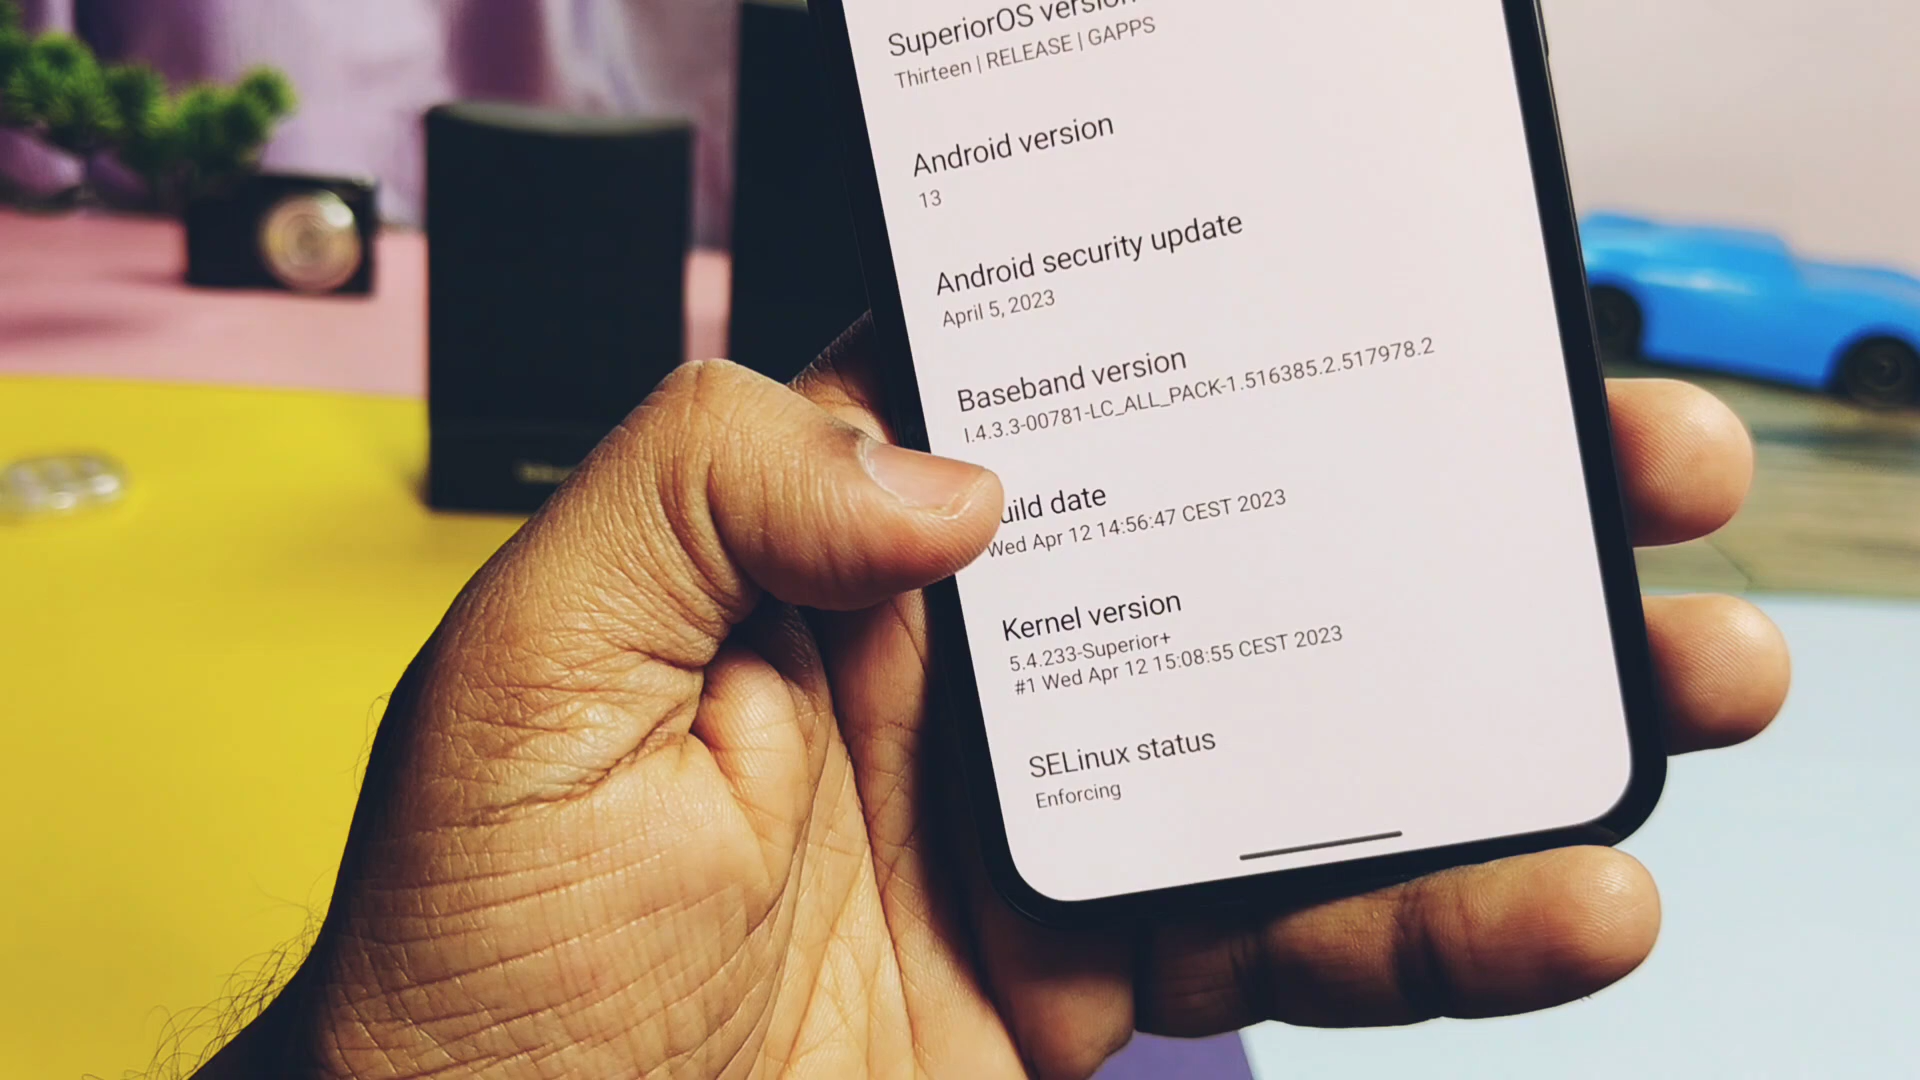 SuperiorOS version
Thirteen | RELEASE | GAPPS
Android version
13
Android security update
April 5, 2023
Baseband version
I.4.3.3-00781-LC_ALL_PACK-1.516385.2.517978.2
uild date
Wed Apr 12 14:56:47 CEST 2023
Kernel version
5.4.233-Superior+
#1 Wed Apr 12 15:08:55 CEST 2023
SELinux status
Enforcing